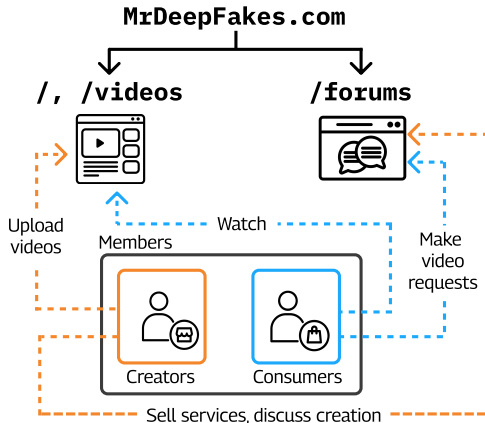 MrDeepFakes.com
/, /videos
/forums
Upload
videos
Watch
Make
video
requests
Members
Creators
Consumers
Sell services, discuss creation